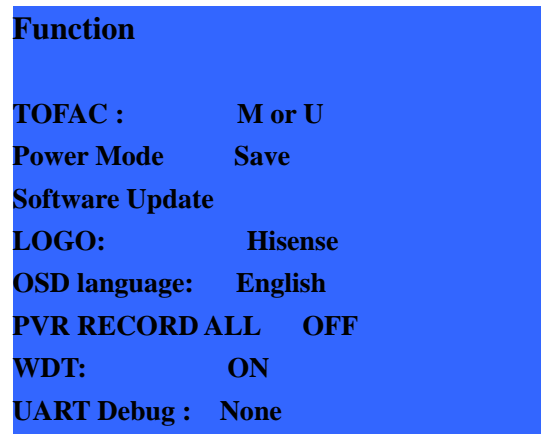 Function
TOFAC : M or U
Power Mode Save
Software Update
LOGO: Hisense
OSD language: English
PVR RECORD ALL OFF
WDT: ON
UART Debug : None